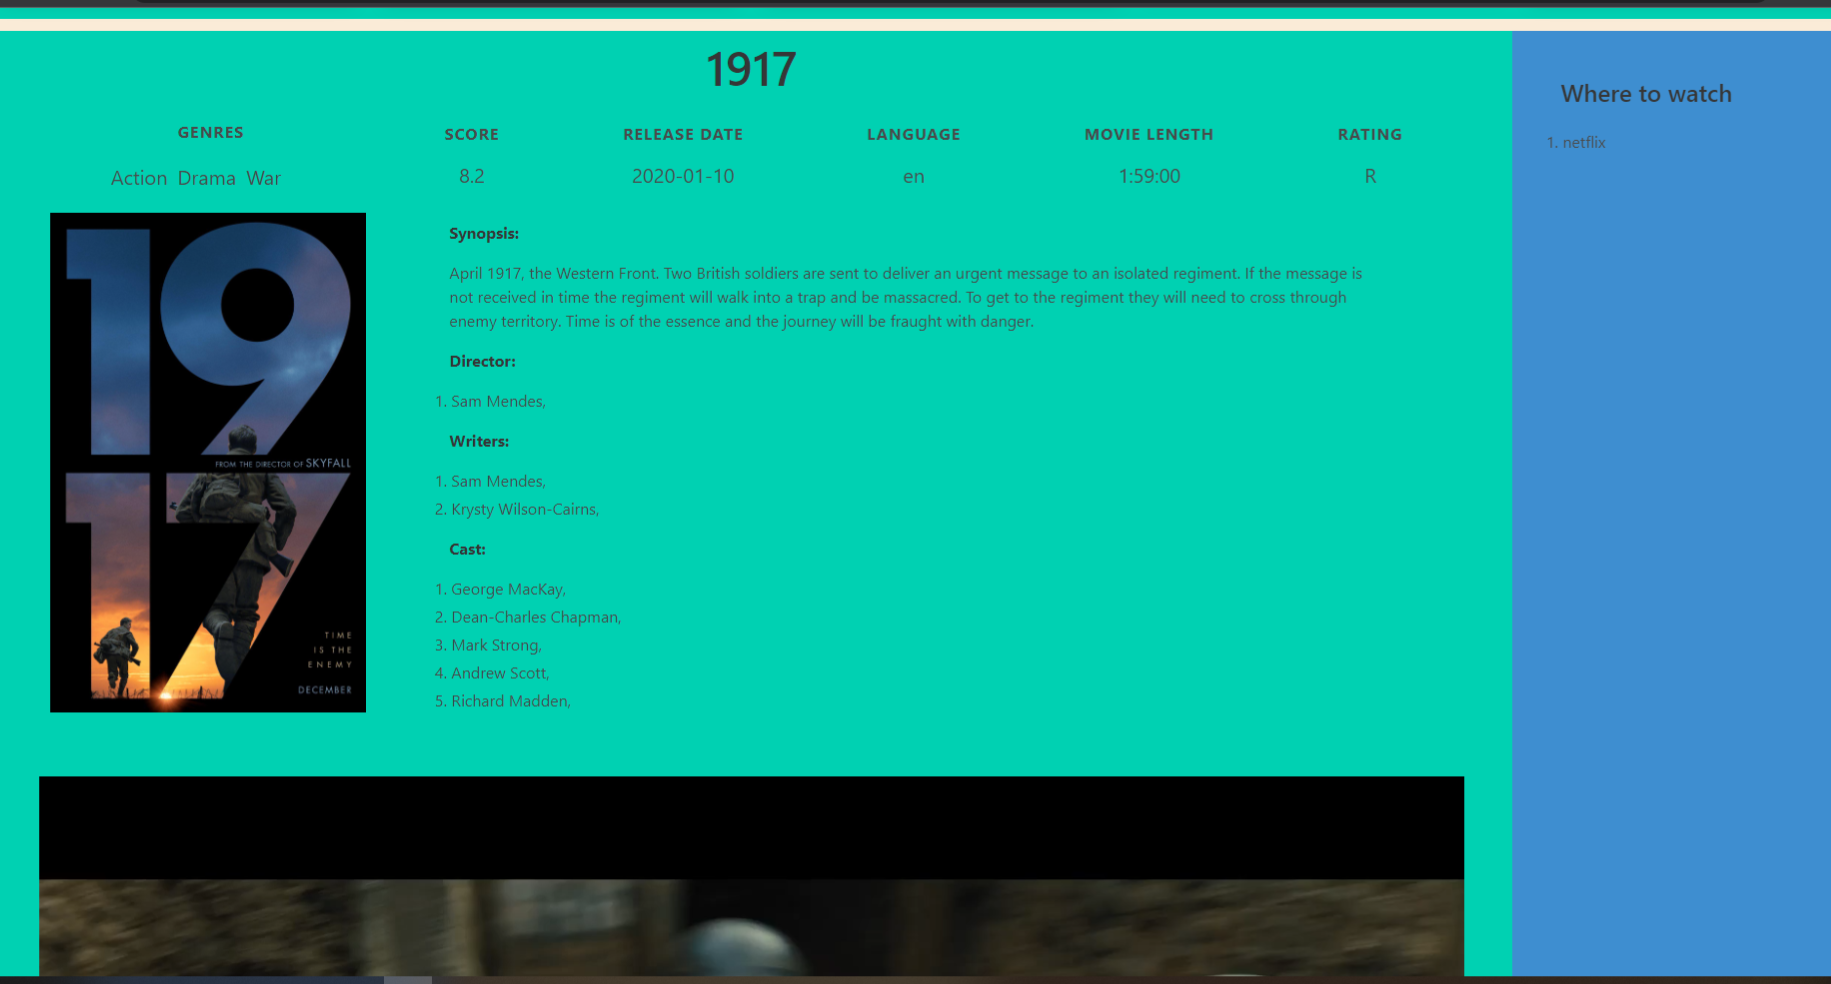 1917
Where to watch
GENRES
SCORE
RELEASE DATE
LANGUAGE
MOVIE LENGTH
RATING
1. netflix
Action Drama War
8.2
2020-01-10
en
1:59:00
R
19
FROM THE DIRECTOR OF SKYFALL
17
TIME
IS THE
ENEMY
DECEMBER
Synopsis:
April 1917, the Western Front. Two British soldiers are sent to deliver an urgent message to an isolated regiment. If the message is
not received in time the regiment will walk into a trap and be massacred. To get to the regiment they will need to cross through
enemy territory. Time is of the essence and the journey will be fraught with danger.
Director:
1. Sam Mendes,
Writers:
1. Sam Mendes,
2. Krysty Wilson-Cairns,
Cast:
1. George MacKay,
2. Dean-Charles Chapman,
3. Mark Strong,
4. Andrew Scott,
5. Richard Madden,